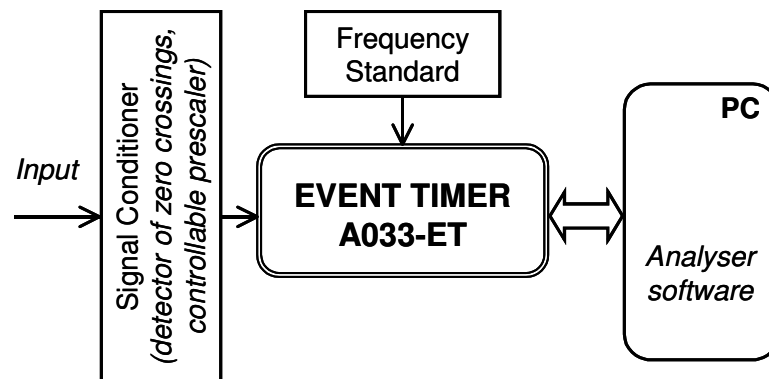 Input
Signal Conditioner
(detector of zero crossings,
controllable prescaler)
Frequency
Standard
EVENT TIMER
A033-ET
PC
Analyser
software